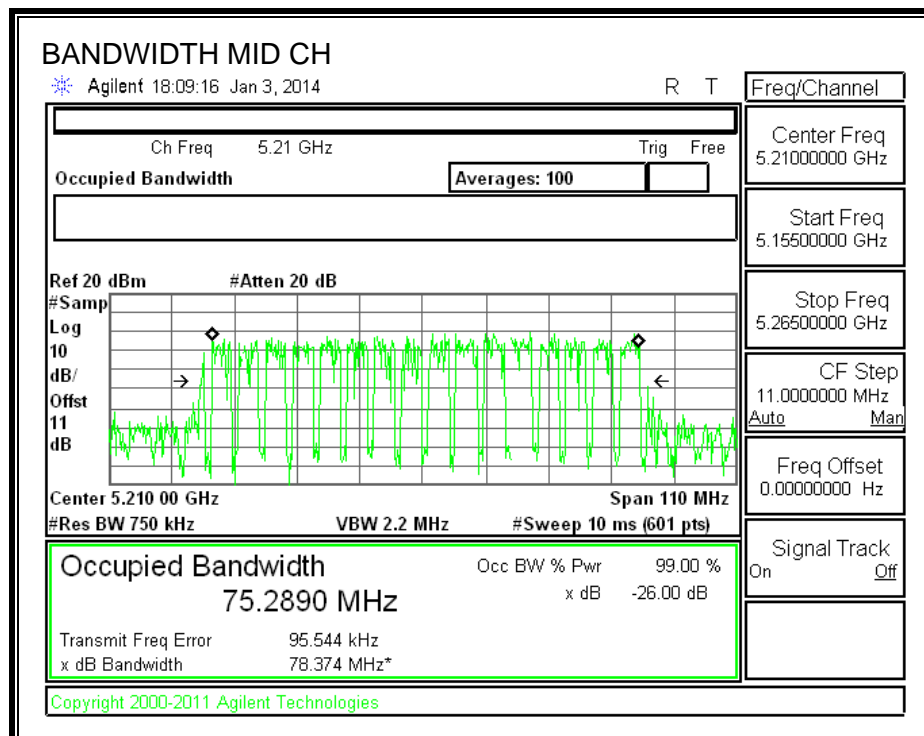 BANDWIDTH MID CH
Agilent 18:09:16 Jan 3, 2014 R T
Freq/Channel
Ch Freq 5.21 GHz Trig Free
Occupied Bandwidth Averages: 100
Center Freq
5.21000000 GHz
Start Freq
5.15500000 GHz
Stop Freq
5.26500000 GHz
CF Step
11.0000000 MHz
Auto Man
Freq Offset
0.00000000 Hz
Signal Track
On Off
Ref 20 dBm #Atten 20 dB
#Samp
Log
10
dB/
Offst
11
dB
Center 5.210 00 GHz Span 110 MHz
#Res BW 750 kHz VBW 2.2 MHz #Sweep 10 ms (601 pts)
Occupied Bandwidth Occ BW % Pwr 99.00 %
75.2890 MHz x dB -26.00 dB
Transmit Freq Error 95.544 kHz
x dB Bandwidth 78.374 MHz*
Copyright 2000-2011 Agilent Technologies